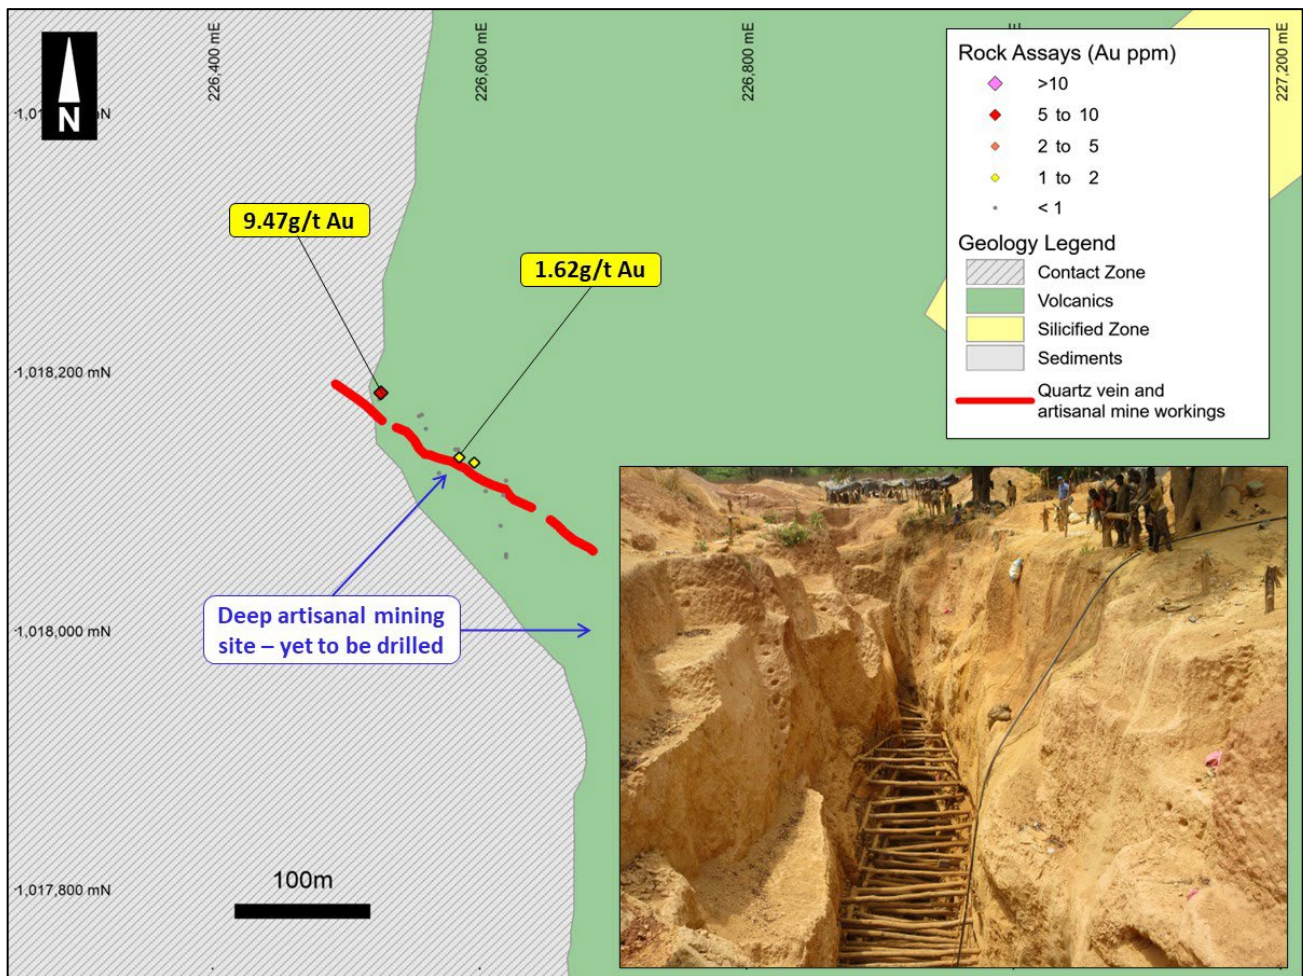 N
226,400 mE
226,600 mE
226,800 mE
227,200 mE
Rock Assays (Au ppm)
>10
5 to 10
2 to 5
1 to 2
< 1
Geology Legend
Contact Zone
Volcanics
Silicified Zone
Sediments
Quartz vein and
artisanal mine workings
9.47g/t Au
1.62g/t Au
1,018,200 mN
Deep artisanal mining
site – yet to be drilled
1,018,000 mN
1,017,800 mN
100m